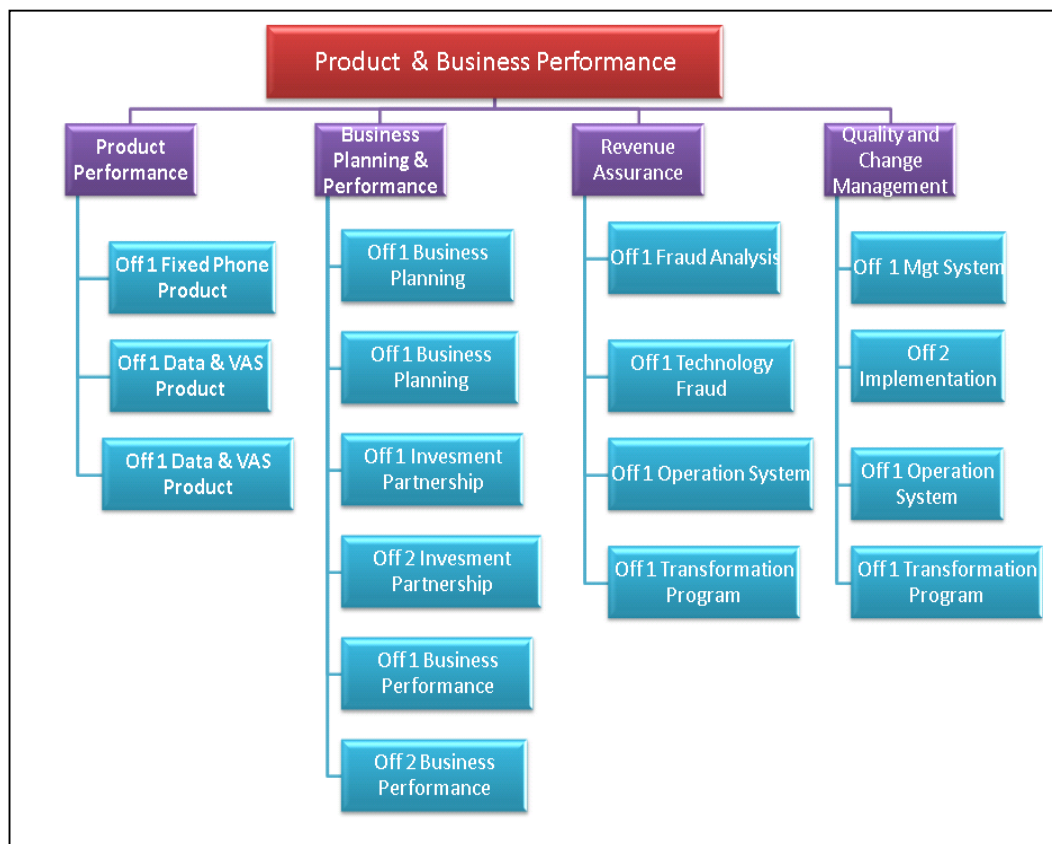 Product & Business Performance
Product
Performance
Business
Planning &
Performance
Revenue
Assurance
Quality and
Change
Management
Off 1 Fixed Phone
Product
Off 1 Data & VAS
Product
Off 1 Data & VAS
Product
Off 1 Business
Planning
Off 1 Business
Planning
Off 1 Invesment
Partnership
Off 2 Invesment
Partnership
Off 1 Business
Performance
Off 2 Business
Performance
Off 1 Fraud Analysis
Off 1 Technology
Fraud
Off 1 Operation System
Off 1 Transformation
Program
Off 1 Mgt System
Off 2
Implementation
Off 1 Operation
System
Off 1 Transformation
Program